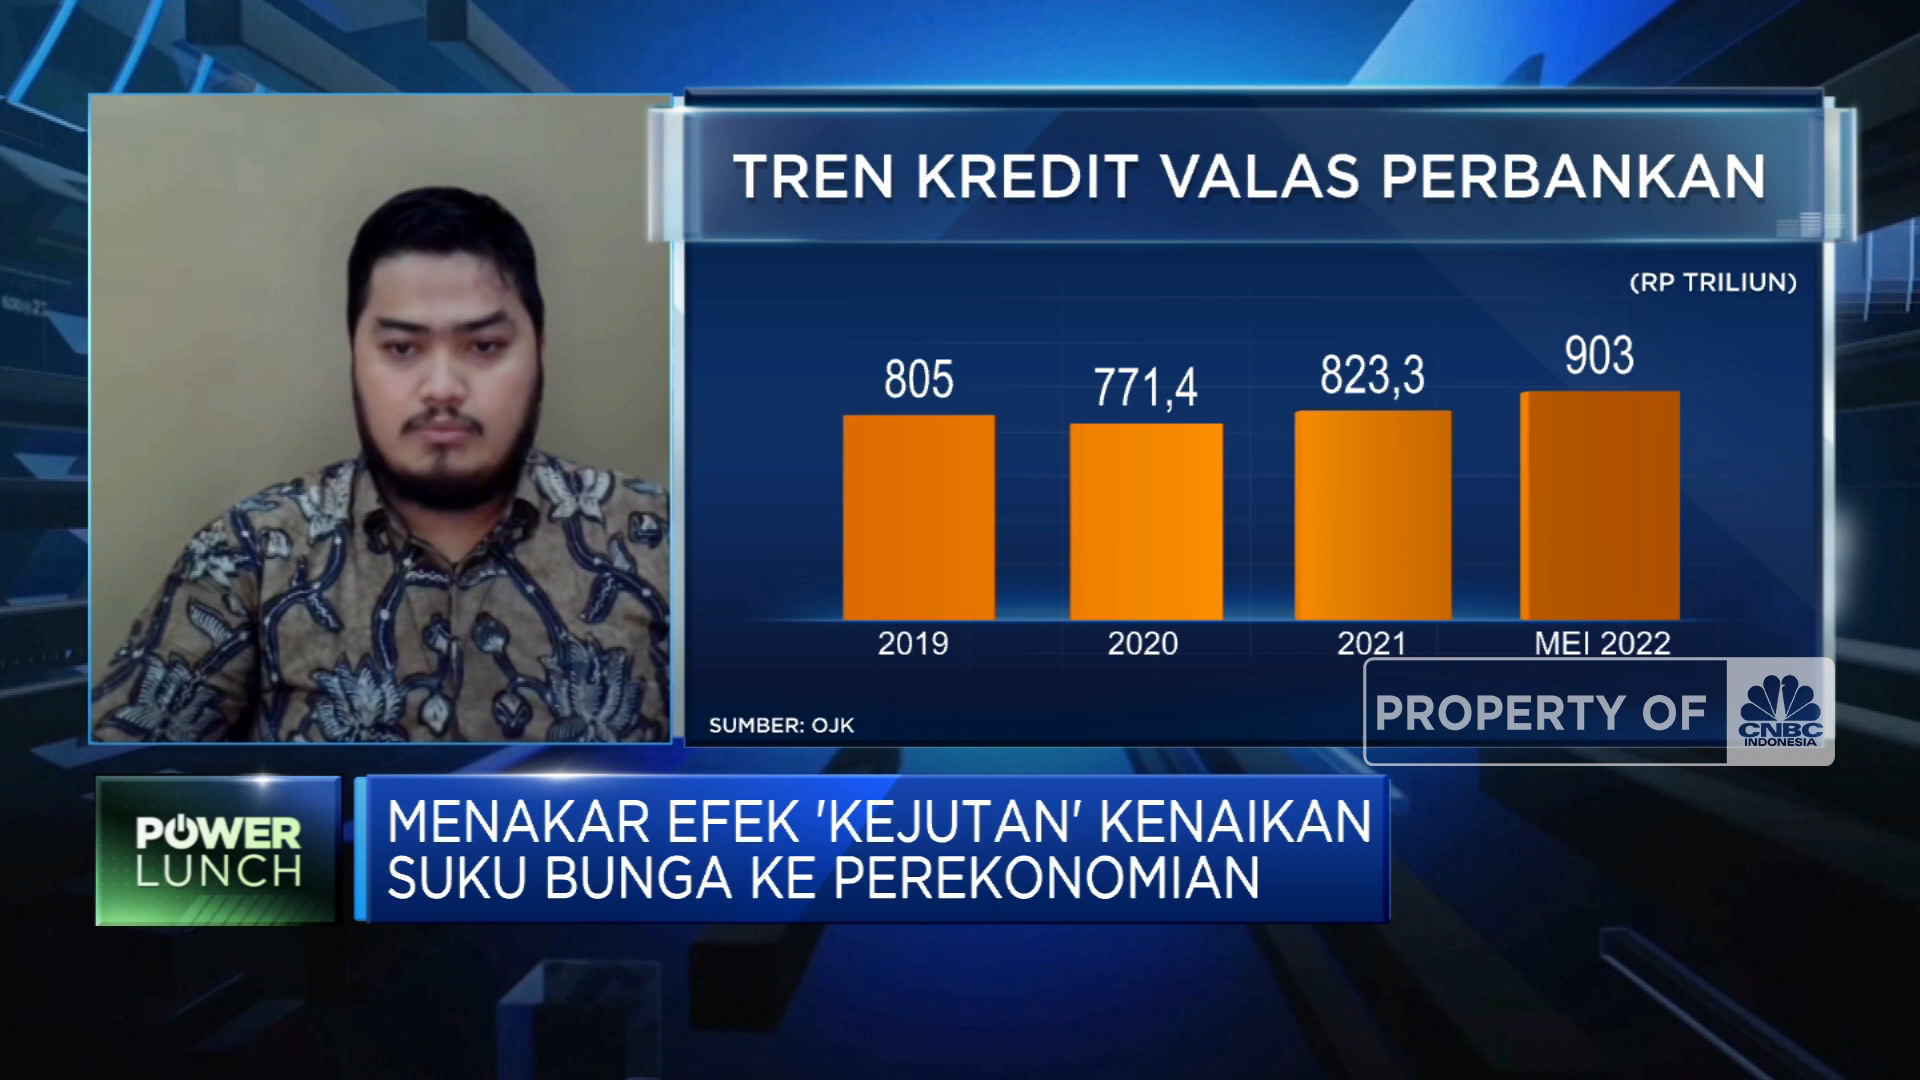 TREN KREDIT VALAS PERBANKAN
(RP TRILIUN)
805
771,4
823,3
903
2019
2020
2021
MEI 2022
SUMBER: OJK
PROPERTY OF
CNBC
INDONESIA
POWER
LUNCH
MENAKAR EFEK 'KEJUTAN' KENAIKAN
SUKU BUNGA KE PEREKONOMIAN